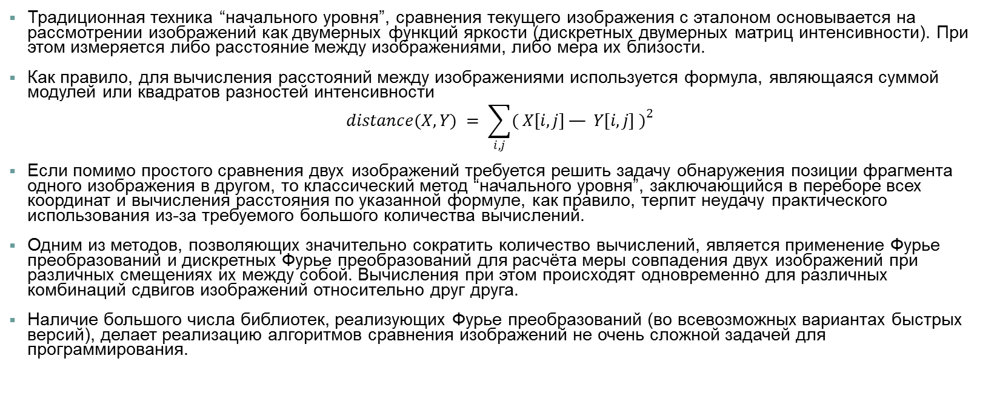 ▪ Традиционная техника “начального уровня”, сравнения текущего изображения с эталоном основывается на
рассмотрении изображений как двумерных функций яркости (дискретных двумерных матриц интенсивности). При
этом измеряется либо расстояние между изображениями, либо мера их близости.
▪ Как правило, для вычисления расстояний между изображениями используется формула, являющаяся суммой
модулей или квадратов разностей интенсивности
distance(X, Y) = ∑ ( X[i, j] — Y[i, j] )²
i,j
▪ Если помимо простого сравнения двух изображений требуется решить задачу обнаружения позиции фрагмента
одного изображения в другом, то классический метод “начального уровня”, заключающийся в переборе всех
координат и вычисления расстояния по указанной формуле, как правило, терпит неудачу практического
использования из-за требуемого большого количества вычислений.
▪ Одним из методов, позволяющих значительно сократить количество вычислений, является применение Фурье
преобразований и дискретных Фурье преобразований для расчёта меры совпадения двух изображений при
различных смещениях их между собой. Вычисления при этом происходят одновременно для различных
комбинаций сдвигов изображений относительно друг друга.
▪ Наличие большого числа библиотек, реализующих Фурье преобразований (во всевозможных вариантах быстрых
версий), делает реализацию алгоритмов сравнения изображений не очень сложной задачей для
программирования.